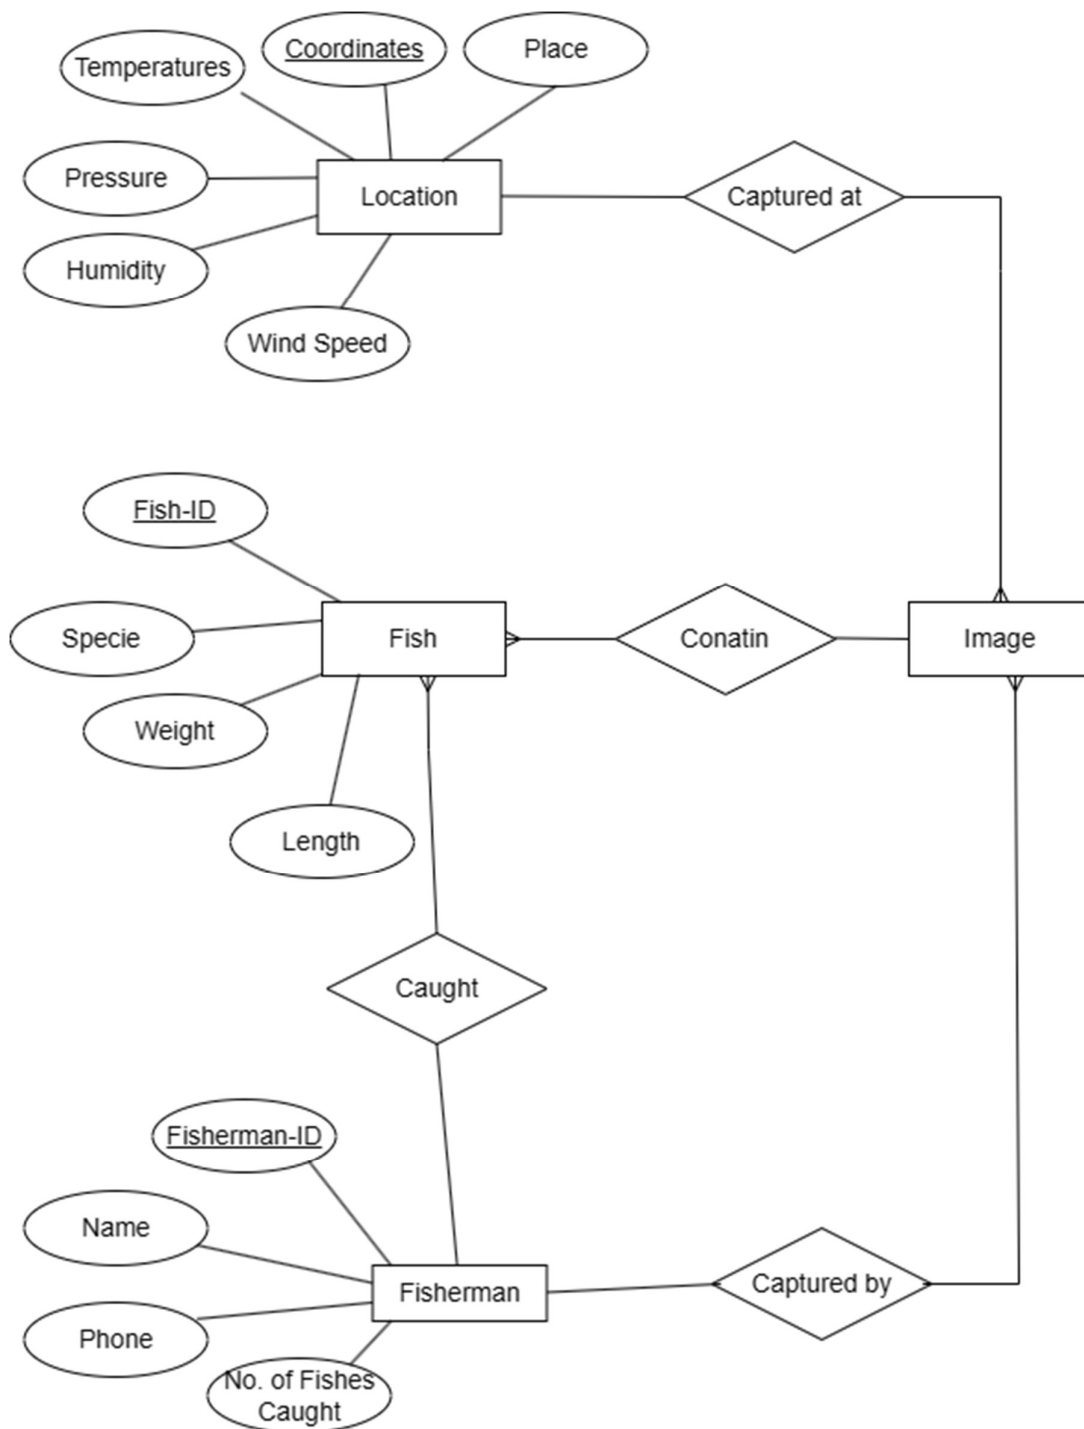 Coordinates
Place
Temperatures
Pressure
Location
Captured at
Humidity
Wind Speed
Fish-ID
Specie
Fish
Conatin
Image
Weight
Length
Caught
Fisherman-ID
Name
Fisherman
Captured by
Phone
No. of Fishes
Caught